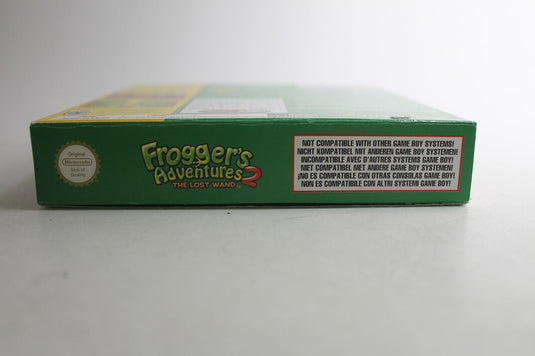 Original
Nintendo
Seal of
Quality
Frogger's
Adventures 2
THE LOST WAND
NOT COMPATIBLE WITH OTHER GAME BOY SYSTEMS!
NICHT KOMPATIBEL MIT ANDEREN GAME BOY SYSTEMEN!
INCOMPATIBLE AVEC D'AUTRES SYSTEMS GAME BOY!
NIET COMPATIBEL MET ANDERE GAME BOY SYSTEMEN!
¡NO ES COMPATIBLE CON OTRAS CONSOLAS GAME BOY!
NON ES COMPATIBILE CON ALTRI SYSTEMI GAME BOY!